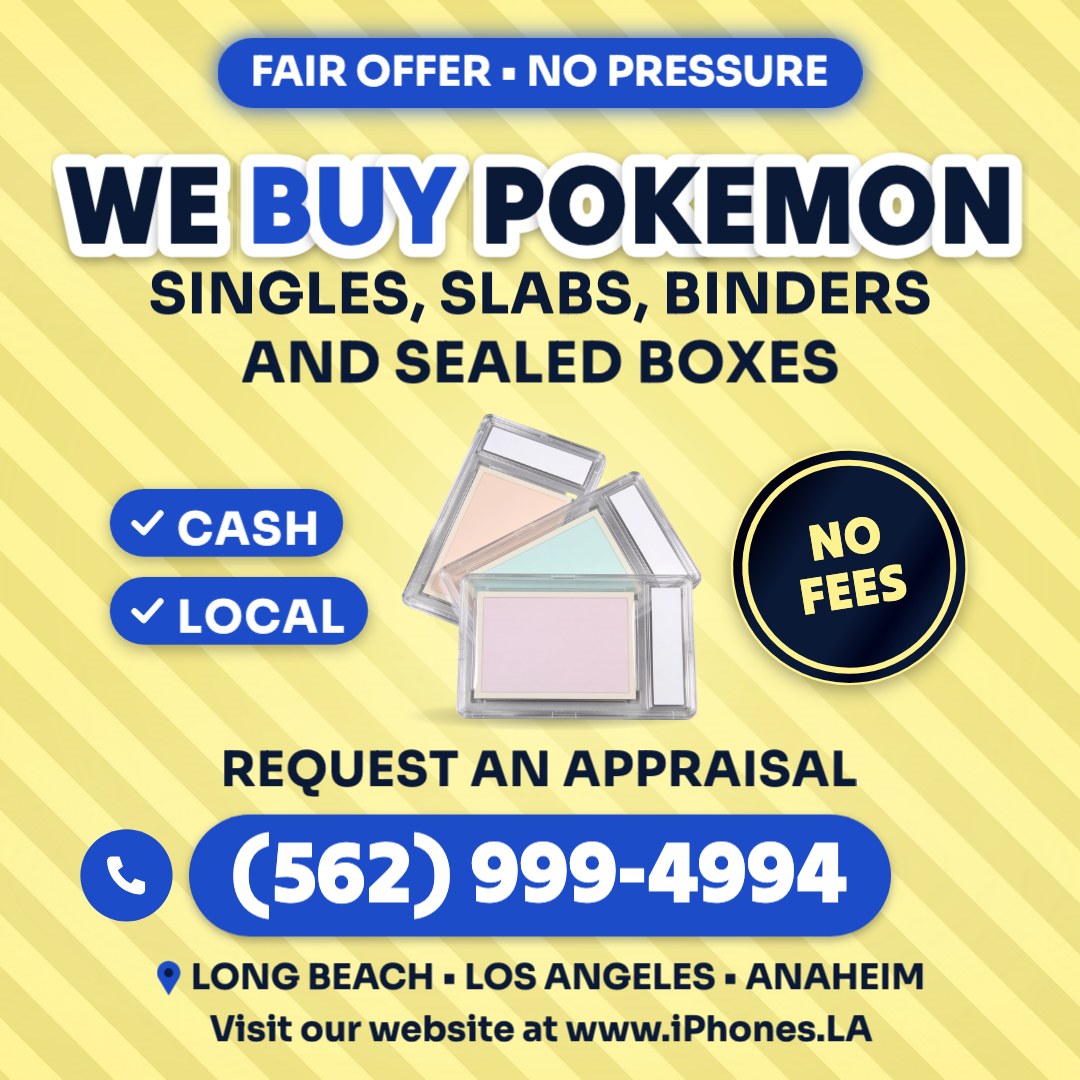 FAIR OFFER ▪ NO PRESSURE
WE BUY POKEMON
SINGLES, SLABS, BINDERS
AND SEALED BOXES
CASH
LOCAL
NO
FEES
REQUEST AN APPRAISAL
(562) 999-4994
LONG BEACH ▪ LOS ANGELES ▪ ANAHEIM
Visit our website at www.iPhones.LA